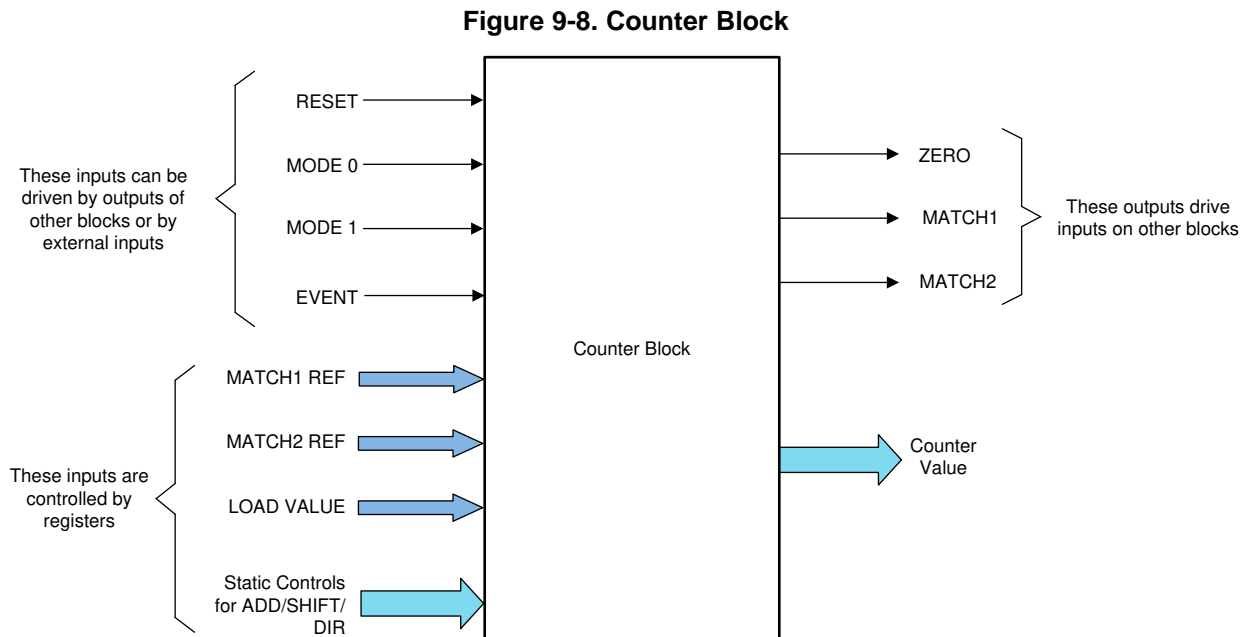 Figure 9-8. Counter Block
These inputs can be
driven by outputs of
other blocks or by
external inputs
RESET
MODE 0
MODE 1
EVENT
These inputs are
controlled by
registers
MATCH1 REF
MATCH2 REF
LOAD VALUE
Static Controls
for ADD/SHIFT/
DIR
Counter Block
ZERO
MATCH1
MATCH2
These outputs drive
inputs on other blocks
Counter
Value